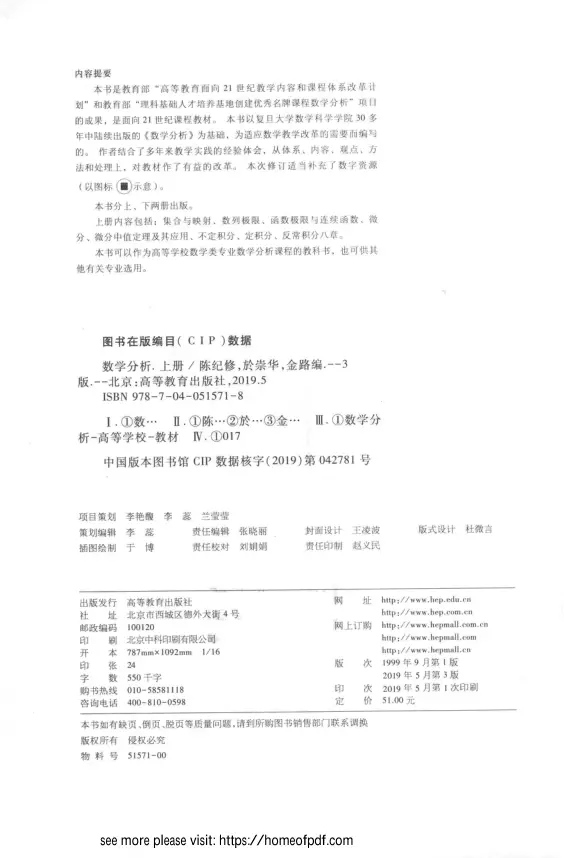 内容提要
本书是教育部“高等教育面向 21 世纪教学内容和课程体系改革计
划”和教育部“理科基础人才培养基地创建优秀名牌课程数学分析”项目
的成果，是面向21世纪课程教材。 本书以复旦大学数学科学学院 30 多
年中陆续出版的《数学分析》为基础，为适应数学教学改革的需要而编写
的。 作者结合了多年来教学实践的经验体会，从体系、内容、观点、方
法和处理上，对教材作了有益的改革。 本次修订适当补充了数字资源
（以图标 示意）。
本书分上、下两册出版。
上册内容包括：集合与映射、数列极限、函数极限与连续函数、微
分、微分中值定理及其应用、不定积分、定积分、反常积分八章。
本书可以作为高等学校数学类专业数学分析课程的教科书，也可供其
他有关专业选用。
图书在版编目( CIP )数据
数学分析. 上册 / 陈纪修,於崇华,金路编.--3
版.--北京:高等教育出版社,2019.5
ISBN 978-7-04-051571-8
Ⅰ.①数… Ⅱ.①陈…②於…③金… Ⅲ.①数学分
析-高等学校-教材 Ⅳ.①O17
中国版本图书馆 CIP 数据核字(2019)第 042781 号
项目策划 李艳馥 李 蕊 兰莹莹
策划编辑 李 蕊 责任编辑 张晓丽 封面设计 王凌波 版式设计 杜微言
插图绘制 于 博 责任校对 刘娟娟 责任印制 赵义民
出版发行 高等教育出版社 网 址 http://www.hep.edu.cn
社 址 北京市西城区德外大街 4 号 http://www.hep.com.cn
邮政编码 100120 网上订购 http://www.hepmall.com.cn
印 刷 北京中科印刷有限公司 http://www.hepmall.com
开 本 787mm×1092mm 1/16 http://www.hepmall.cn
印 张 24 版 次 1999 年 9 月第 1 版
字 数 550 千字 2019 年 5 月第 3 版
购书热线 010-58581118 印 次 2019 年 5 月第 1 次印刷
咨询电话 400-810-0598 定 价 51.00 元
本书如有缺页、倒页、脱页等质量问题,请到所购图书销售部门联系调换
版权所有 侵权必究
物 料 号 51571-00
see more please visit: https://homeofpdf.com